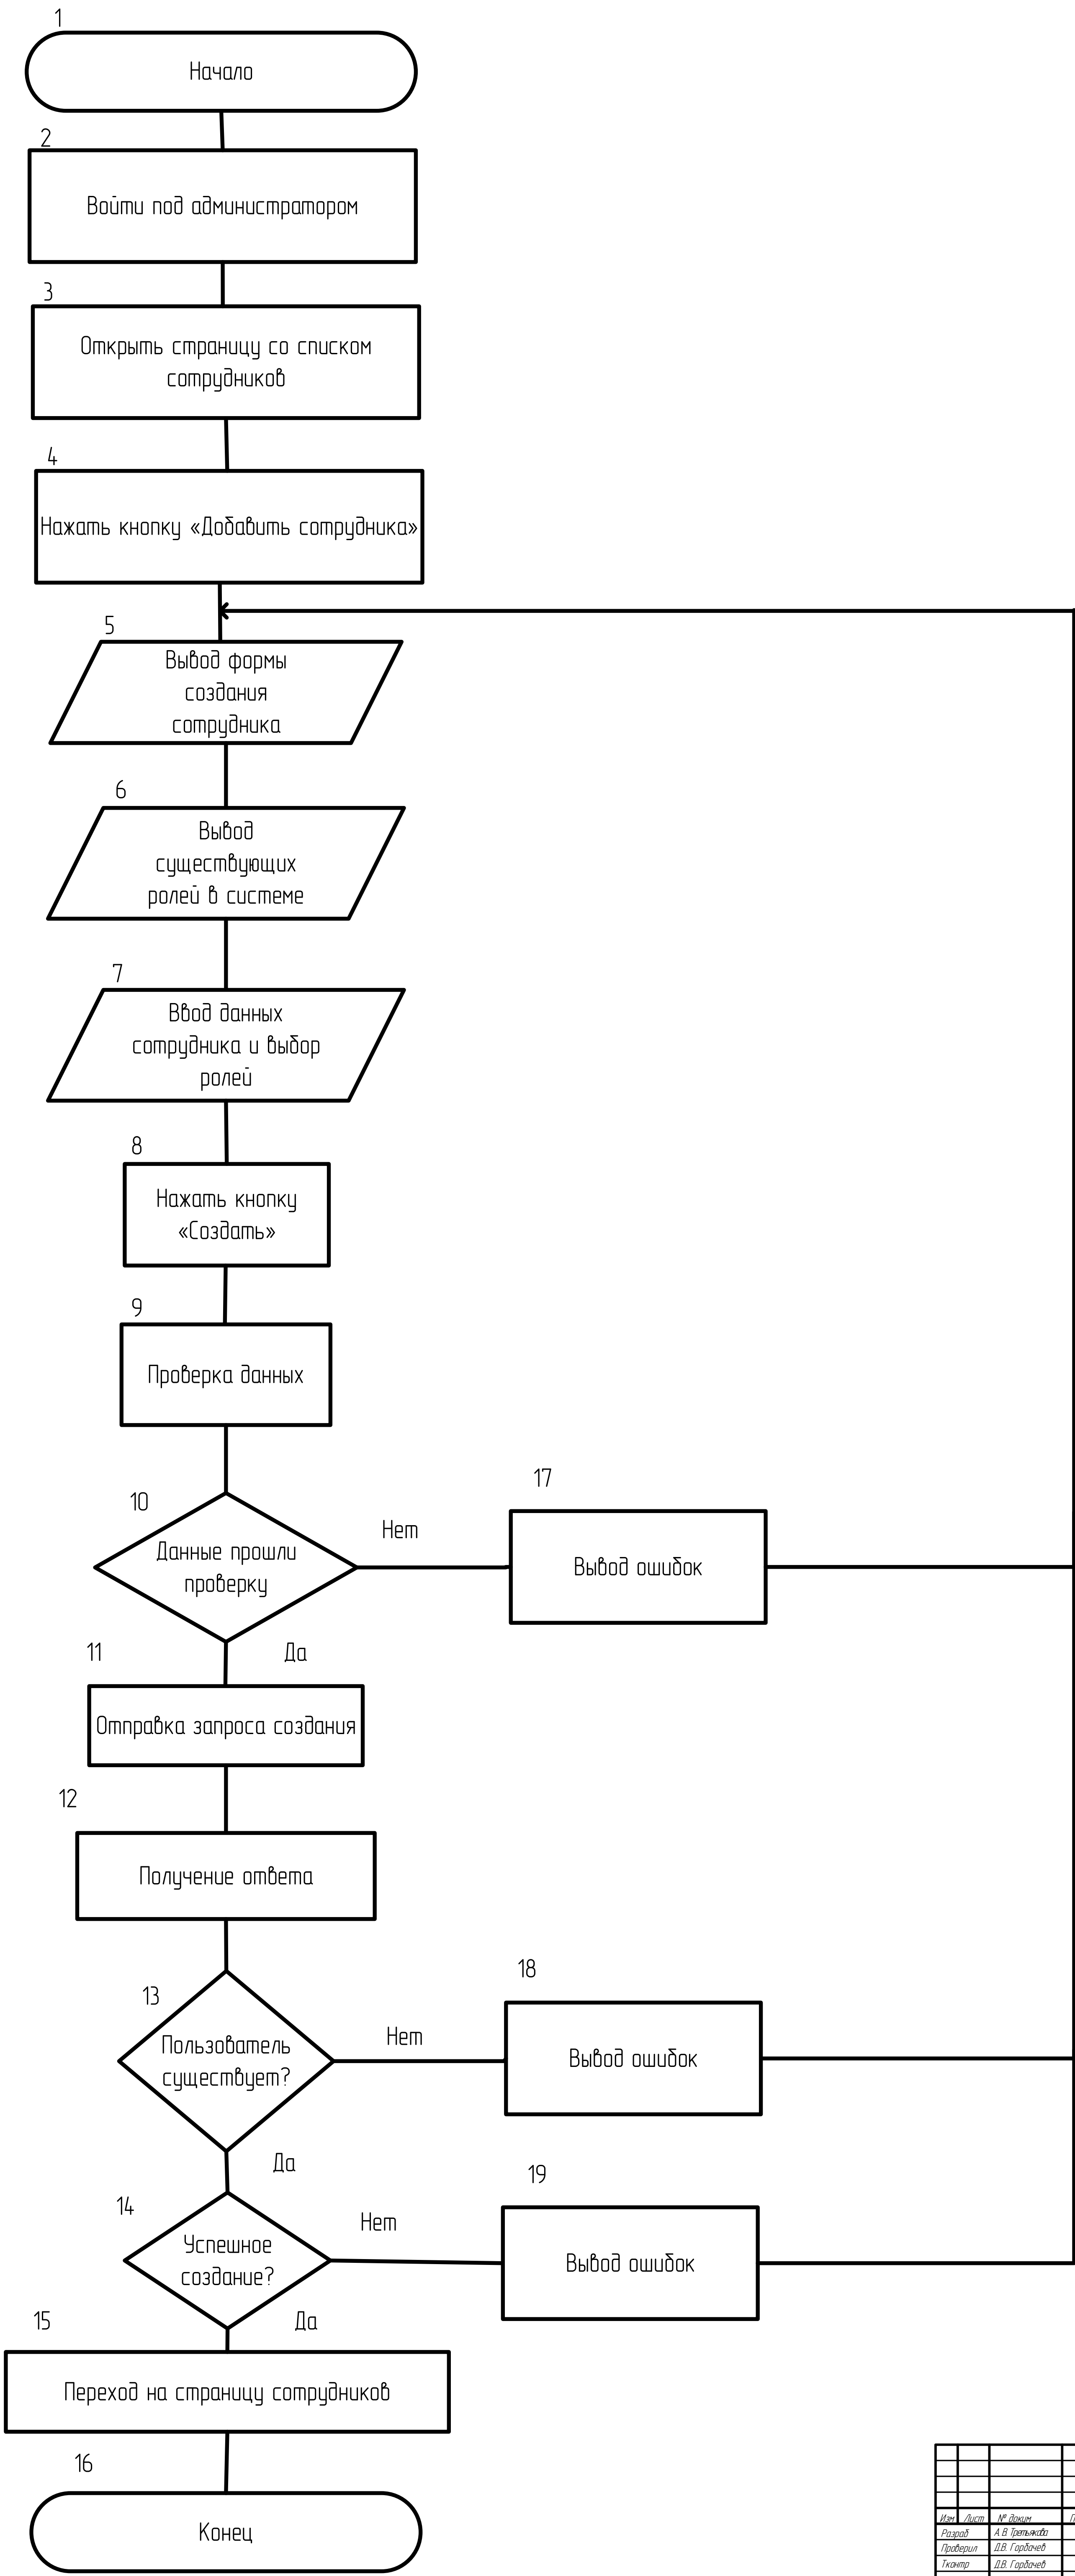 1
Начало
2
Войти под администратором
3
Открыть страницу со списком
сотрудников
4
Нажать кнопку «Добавить сотрудника»
5
Вывод формы
создания
сотрудника
6
Вывод
существующих
ролей в системе
7
Ввод данных
сотрудника и выбор
ролей
8
Нажать кнопку
«Создать»
9
Проверка данных
10
Данные прошли
проверку
Нет
17
Вывод ошибок
Да
11
Отправка запроса создания
12
Получение ответа
13
Пользователь
существует?
Нет
18
Вывод ошибок
Да
14
Успешное
создание?
Нет
19
Вывод ошибок
Да
15
Переход на страницу сотрудников
16
Конец
Изм Лист № докум
Разраб А.В. Третьякова
Проверил Д.В. Горбачев
Т.контр Д.В. Горбачев